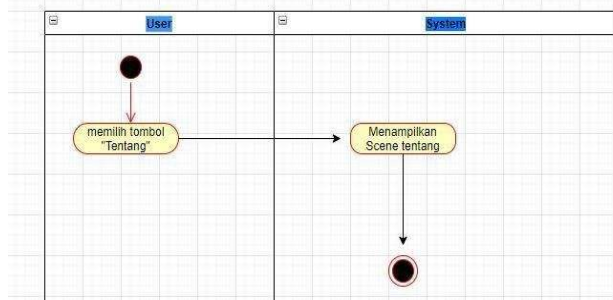 User
System
memilih tombol
"Tentang"
Menampilkan
Scene tentang